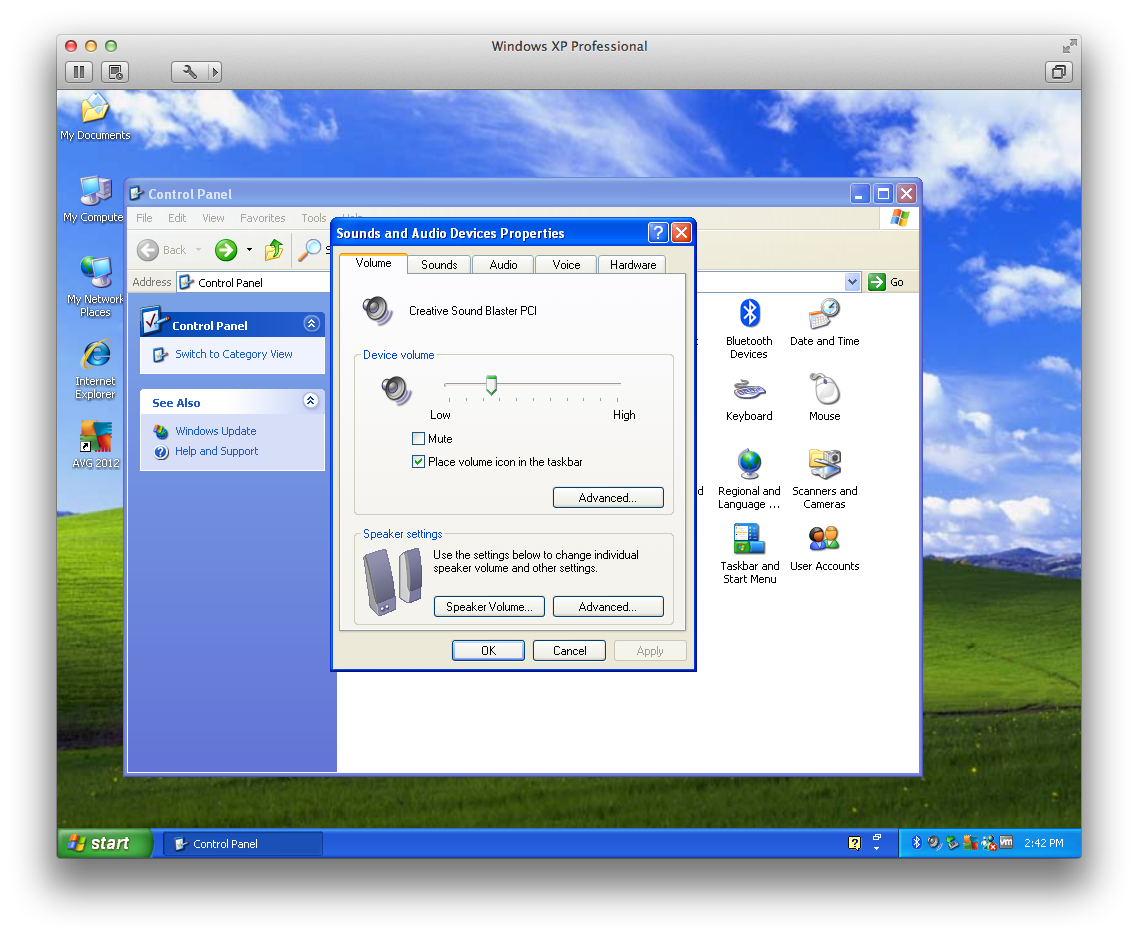 Windows XP Professional
My Documents
My Compute
My Network
Places
Internet
Explorer
AVG 2012
Control Panel
File Edit View Favorites Tools Help
Back
Address Control Panel Go
Control Panel
Switch to Category View
See Also
Windows Update
Help and Support
Sounds and Audio Devices Properties
Volume Sounds Audio Voice Hardware
Creative Sound Blaster PCI
Device volume
Low High
Mute
Place volume icon in the taskbar
Advanced...
Speaker settings
Use the settings below to change individual
speaker volume and other settings.
Speaker Volume... Advanced...
OK Cancel Apply
Bluetooth
Devices
Date and Time
Keyboard
Mouse
Regional and
Language ...
Scanners and
Cameras
Taskbar and
Start Menu
User Accounts
start
Control Panel
vm
2:42 PM